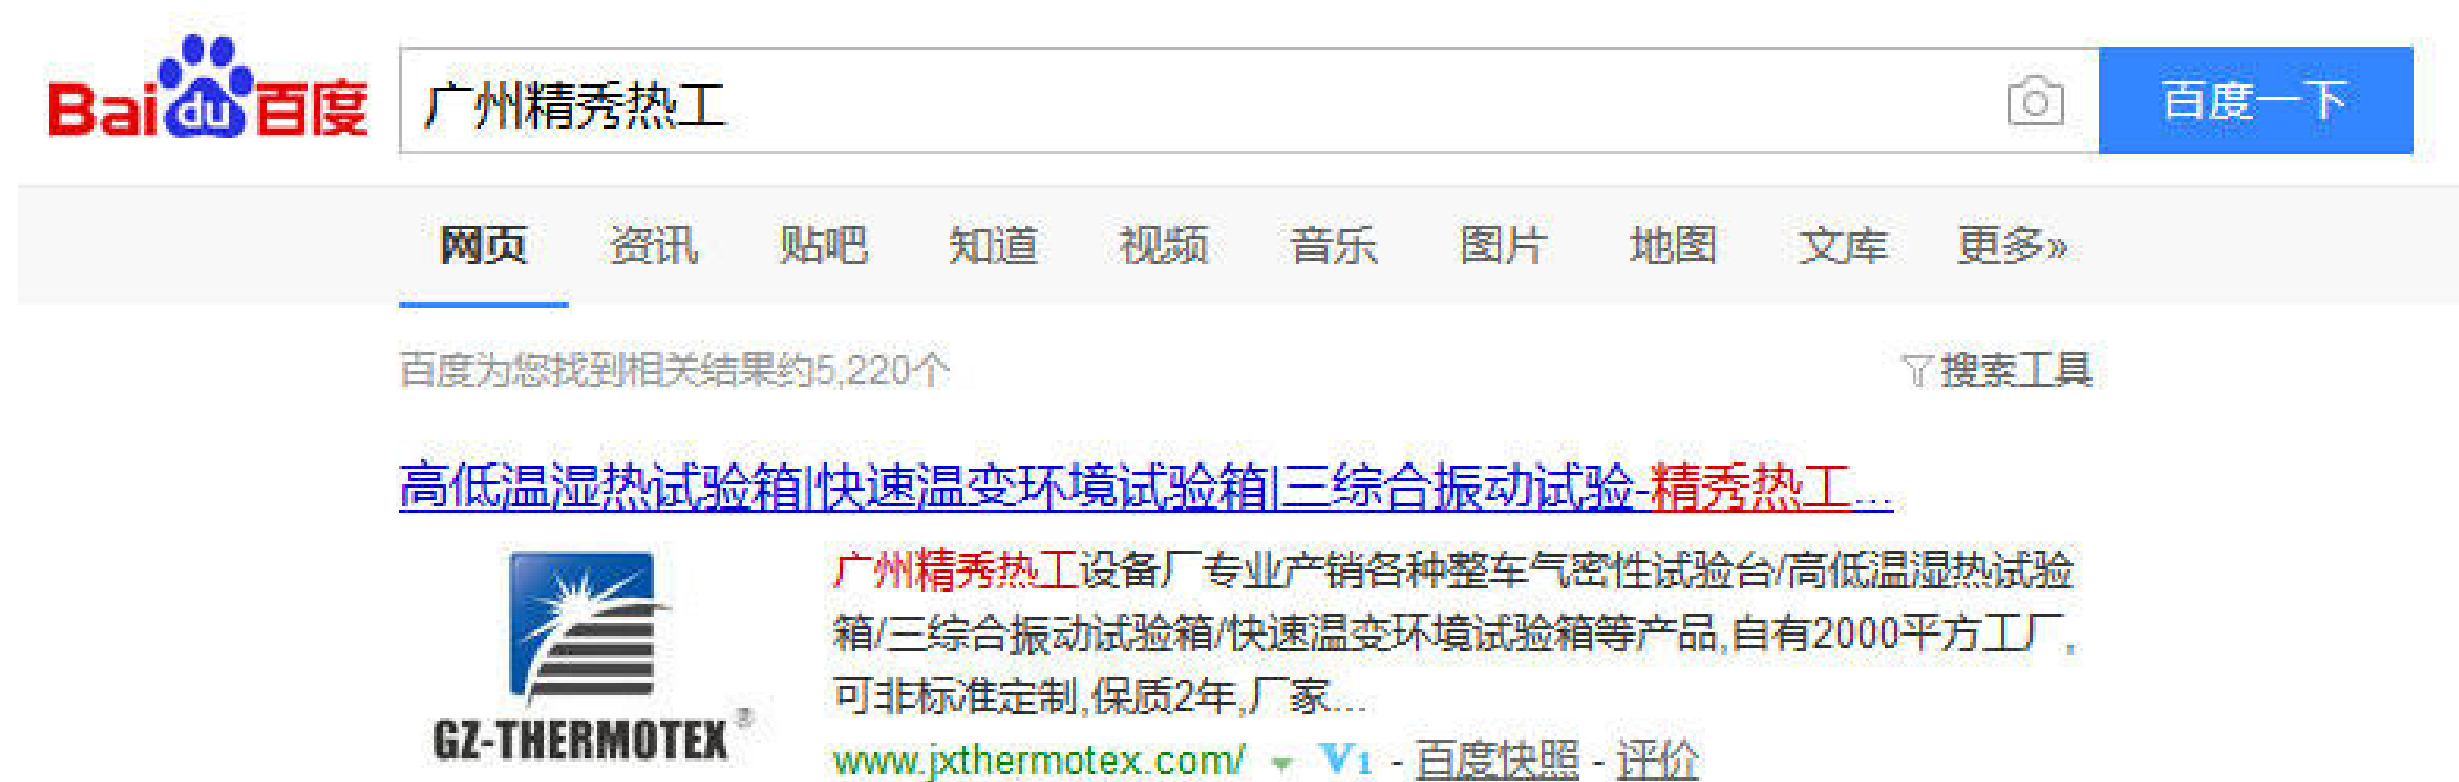 Bai du 百度 广州精秀热工 百度一下
网页 资讯 贴吧 知道 视频 音乐 图片 地图 文库 更多»
百度为您找到相关结果约5,220个 搜索工具
高低温湿热试验箱|快速温变环境试验箱|三综合振动试验-精秀热工...
广州精秀热工设备厂专业产销各种整车气密性试验台/高低温湿热试验
箱/三综合振动试验箱/快速温变环境试验箱等产品,自有2000平方工厂,
可非标准定制,保质2年,厂家...
GZ-THERMOTEX®
www.jxthermotex.com/ V1 - 百度快照 - 评价